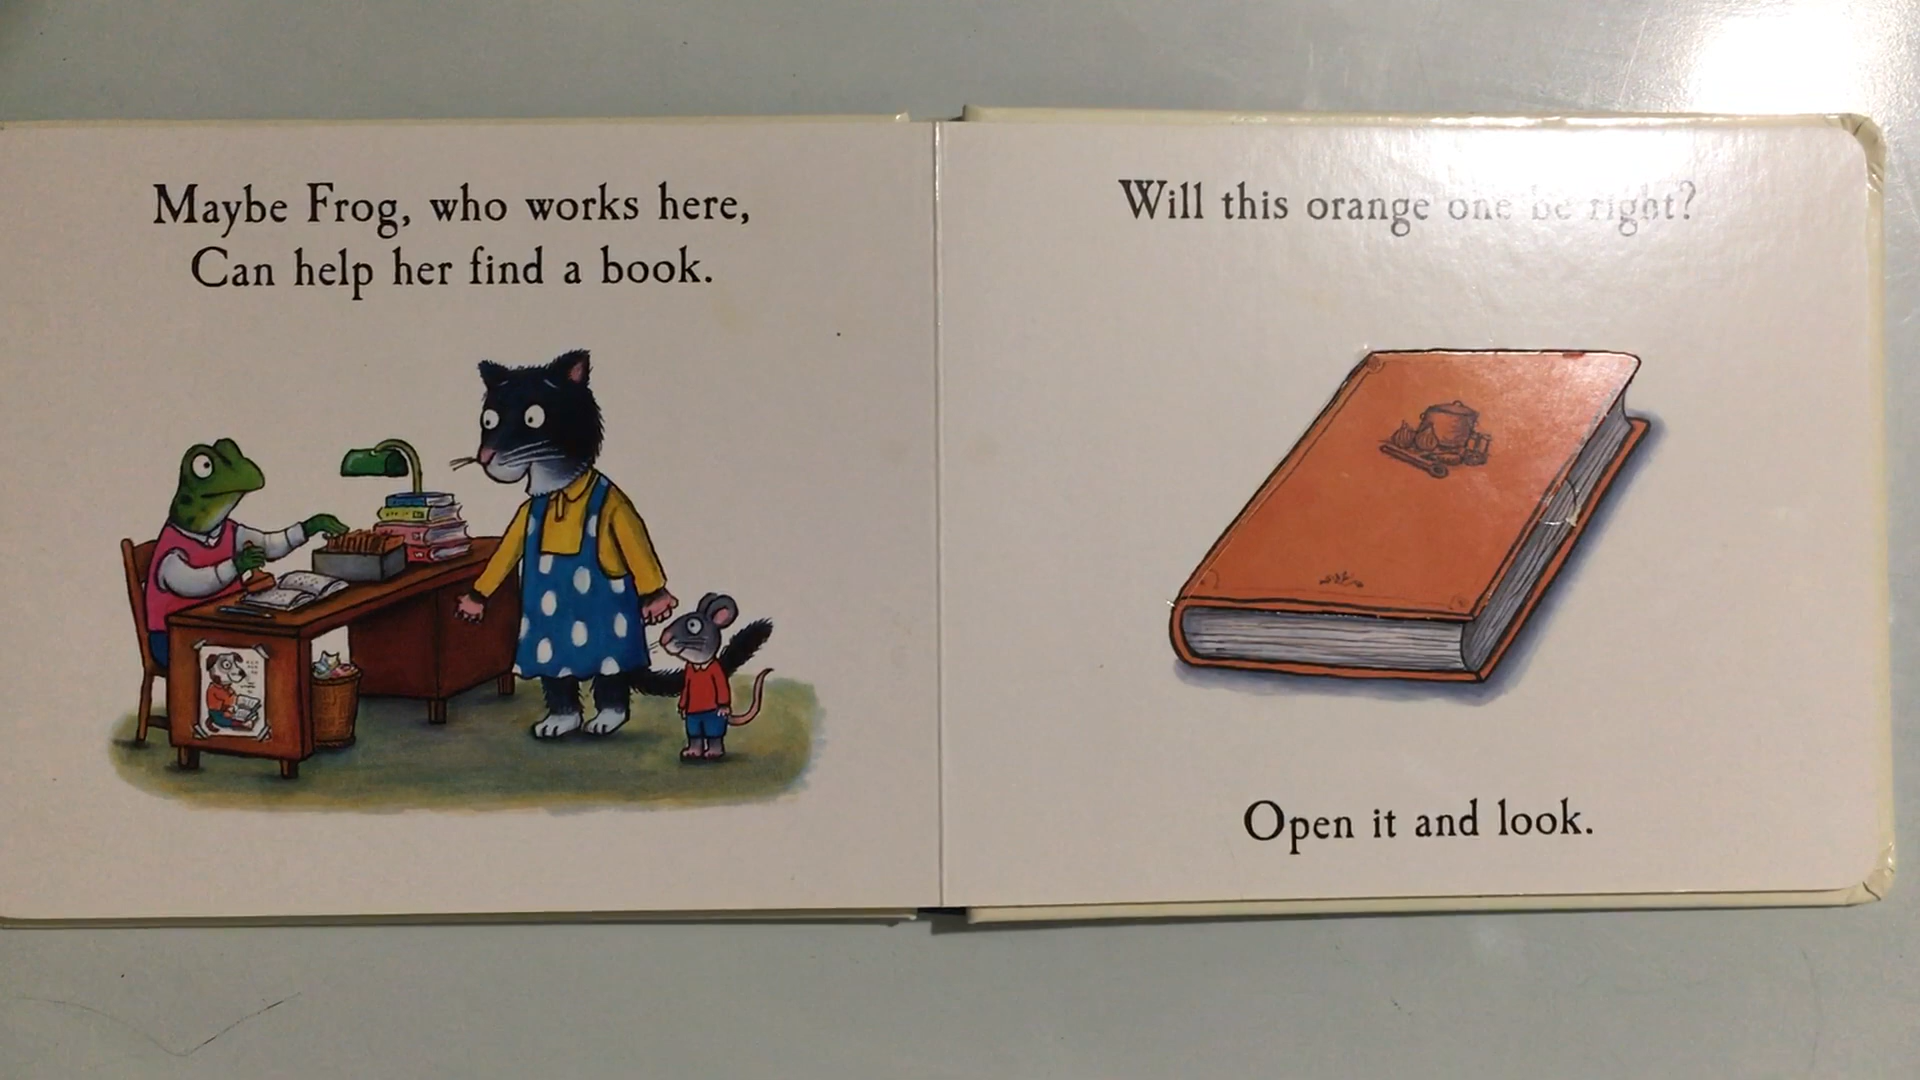 Maybe Frog, who works here,
Can help her find a book.
Will this orange one be right?
Open it and look.